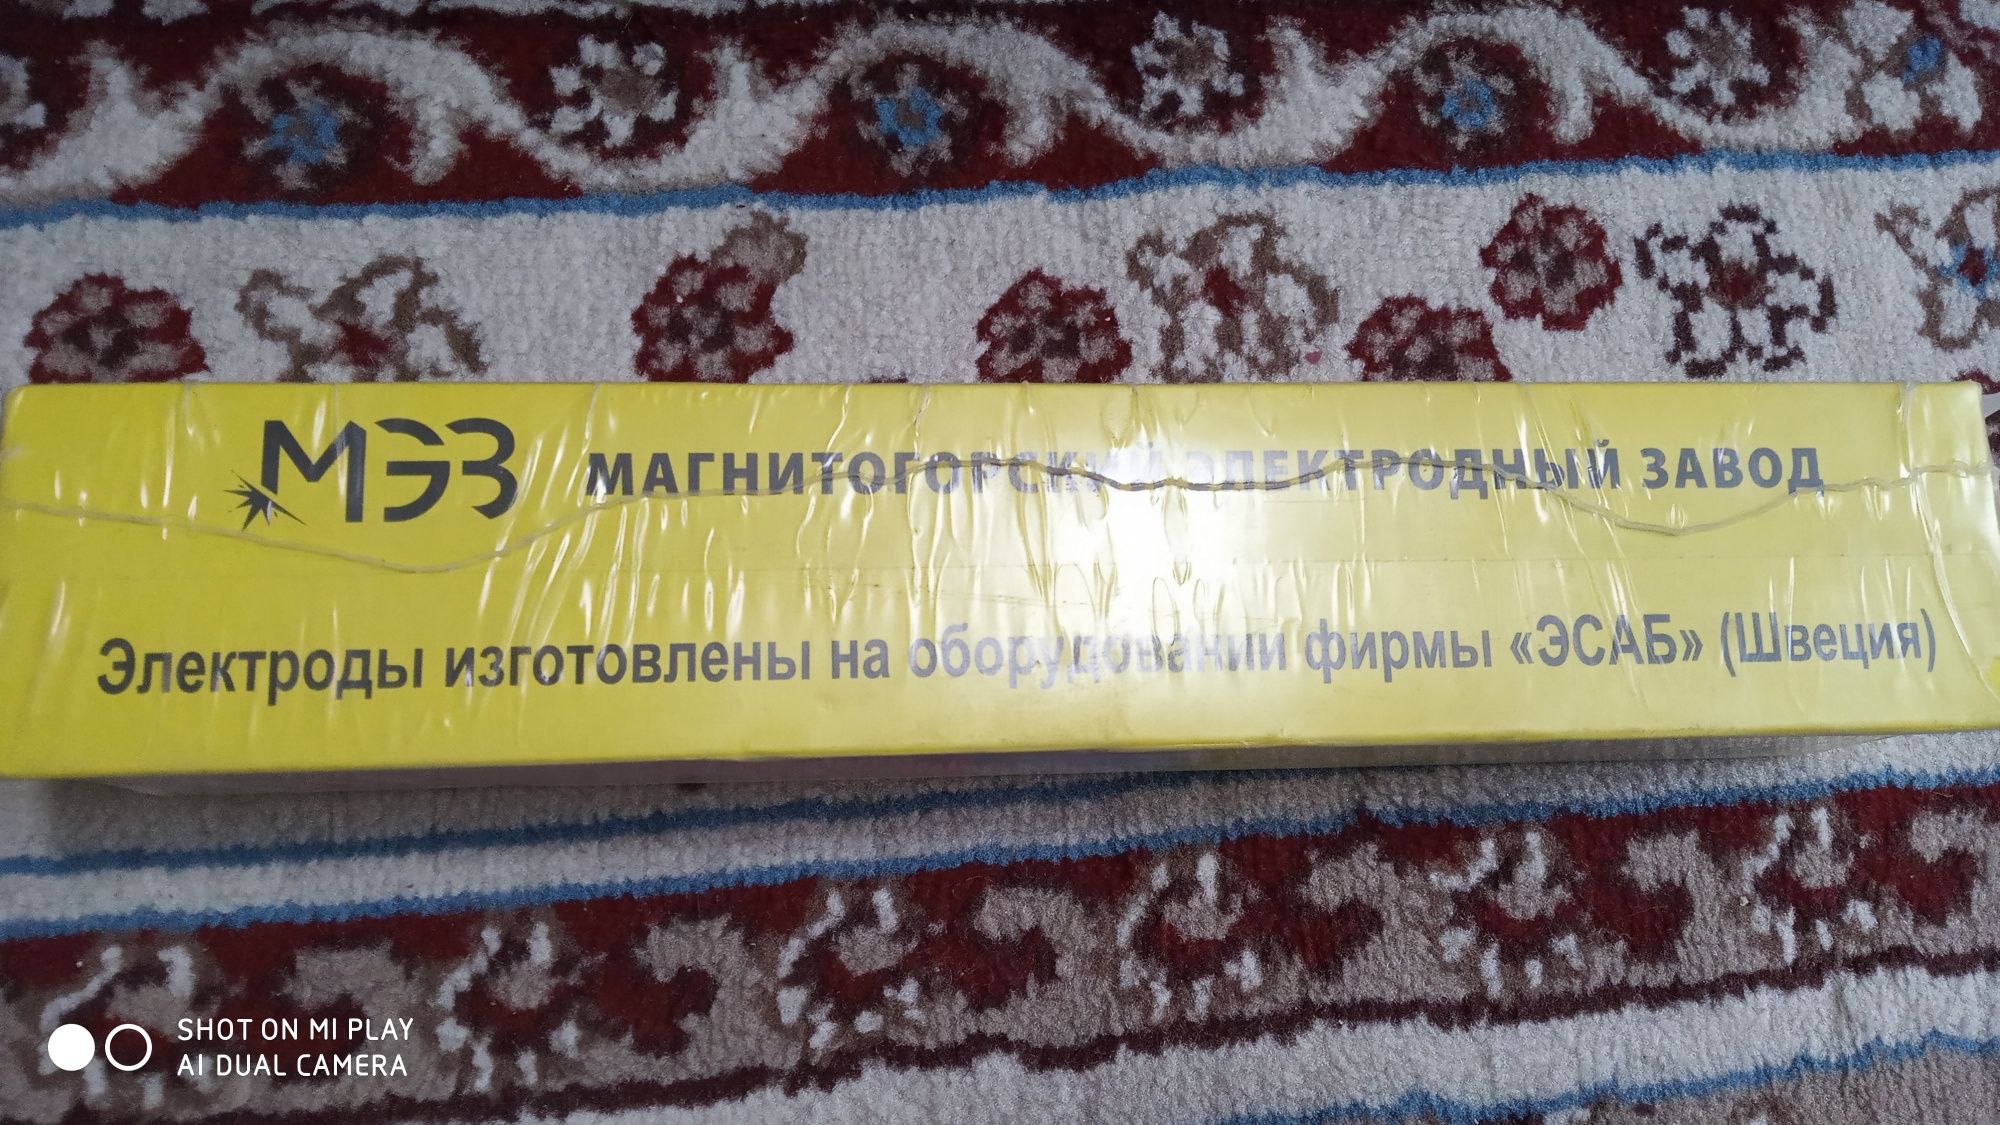 МЭЗ МАГНИТОГОРСКИЙ ЭЛЕКТРОДНЫЙ ЗАВОД
Электроды изготовлены на оборудовании фирмы «ЭСАБ» (Швеция)
SHOT ON MI PLAY
AI DUAL CAMERA